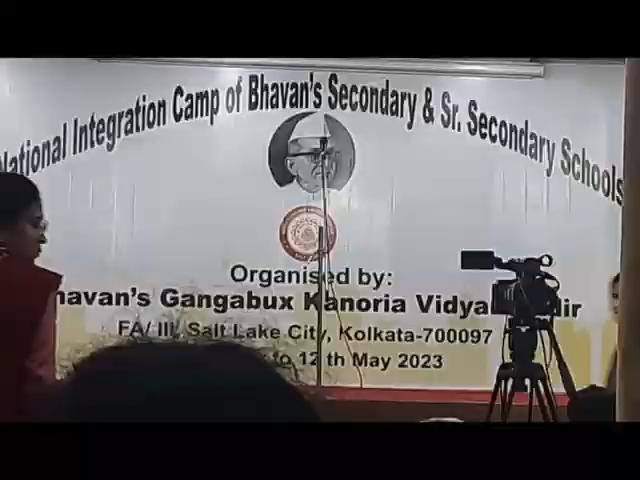 National Integration Camp of Bhavan's Secondary & Sr. Secondary Schools
Organised by:
havan's Gangabux Kanoria Vidya
FA/ III, Salt Lake City, Kolkata-700097
to 12 th May 2023